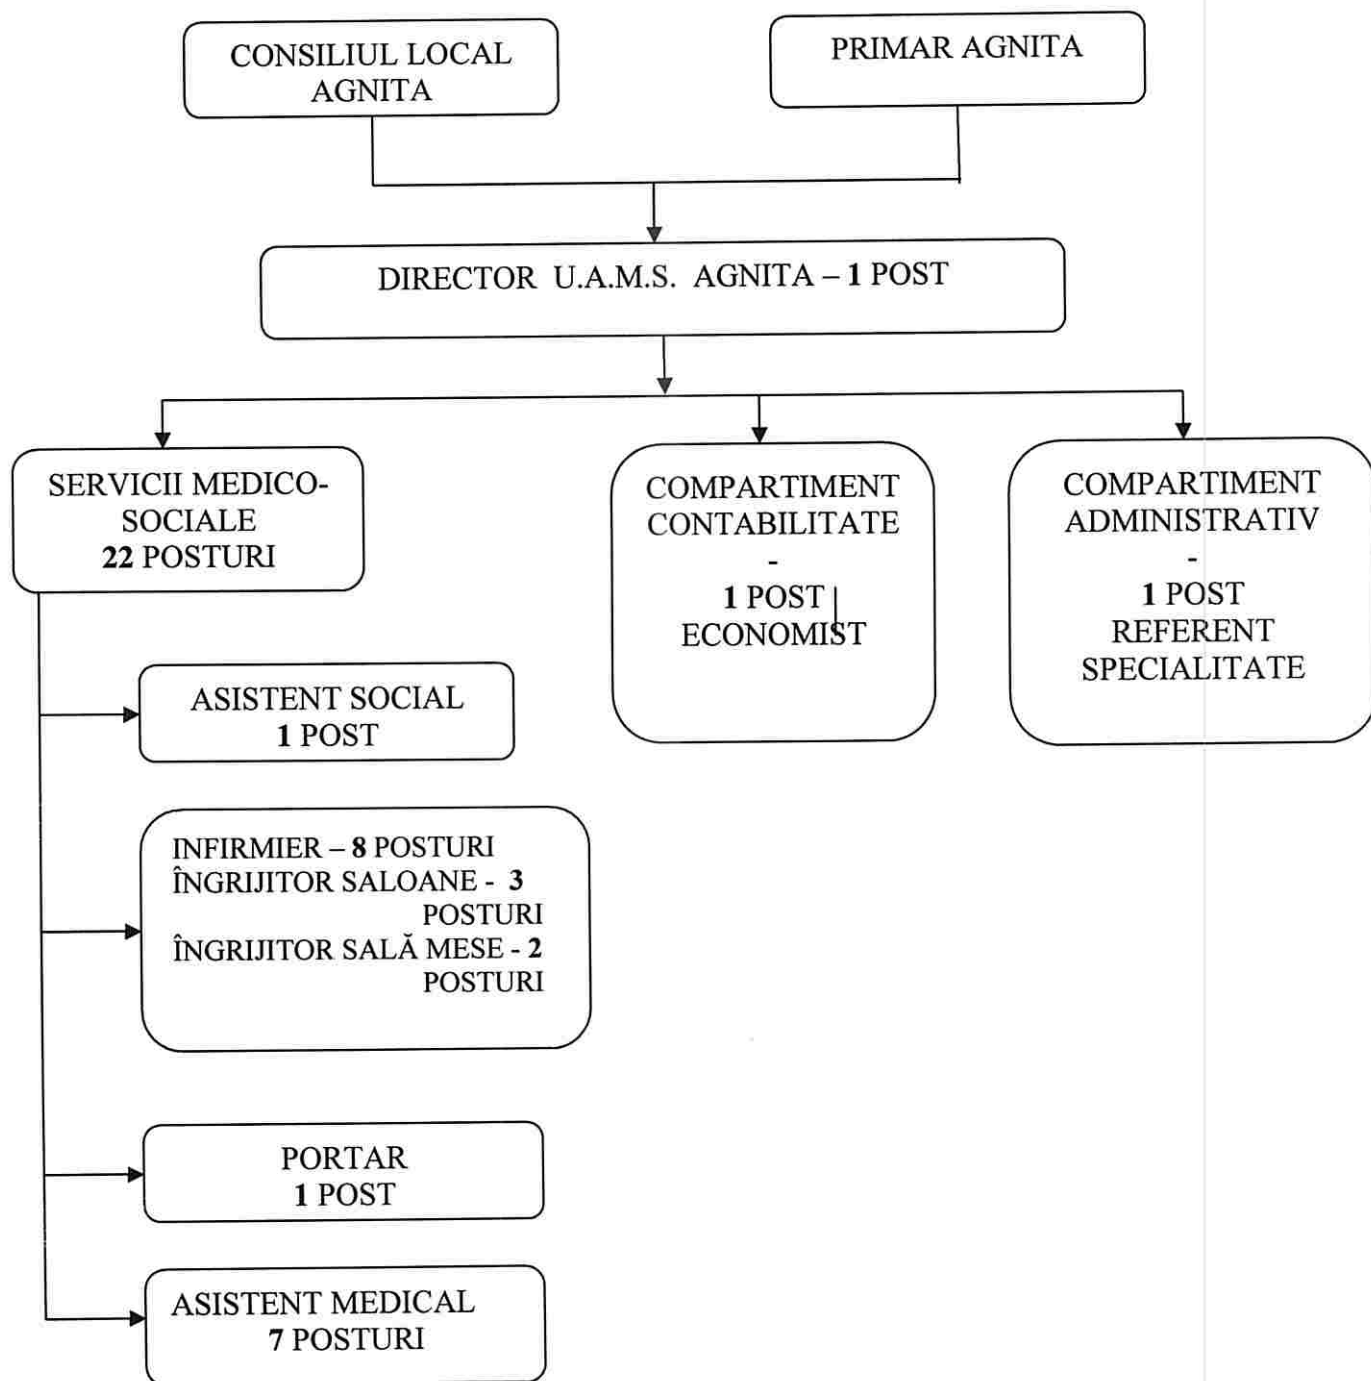 CONSILIUL LOCAL
AGNITA
PRIMAR AGNITA
DIRECTOR U.A.M.S. AGNITA – 1 POST
SERVICII MEDICO-
SOCIALE
22 POSTURI
COMPARTIMENT
CONTABILITATE
-
1 POST
ECONOMIST
COMPARTIMENT
ADMINISTRATIV
-
1 POST
REFERENT
SPECIALITATE
ASISTENT SOCIAL
1 POST
INFIRMIER – 8 POSTURI
ÎNGRIJITOR SALOANE - 3
POSTURI
ÎNGRIJITOR SALĂ MESE - 2
POSTURI
PORTAR
1 POST
ASISTENT MEDICAL
7 POSTURI